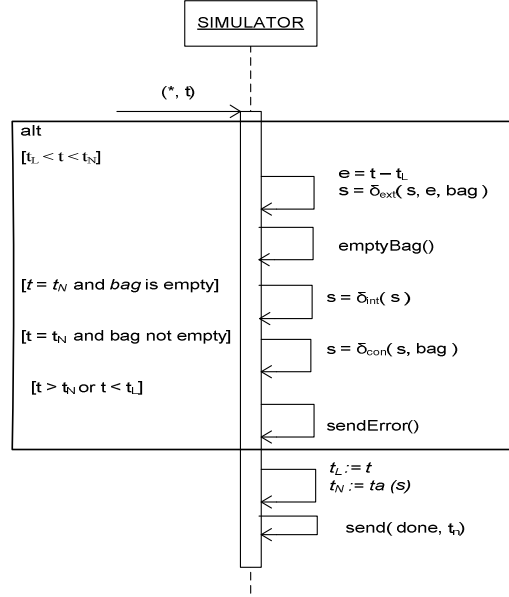 SIMULATOR
(*, t)
alt
[tL < t < tN]
e = t – tL
s = δext( s, e, bag )
emptyBag()
[t = tN and bag is empty]
s = δint( s )
[t = tN and bag not empty]
s = δcon( s, bag )
[t > tN or t < tL]
sendError()
tL := t
tN := ta (s)
send( done, tn)